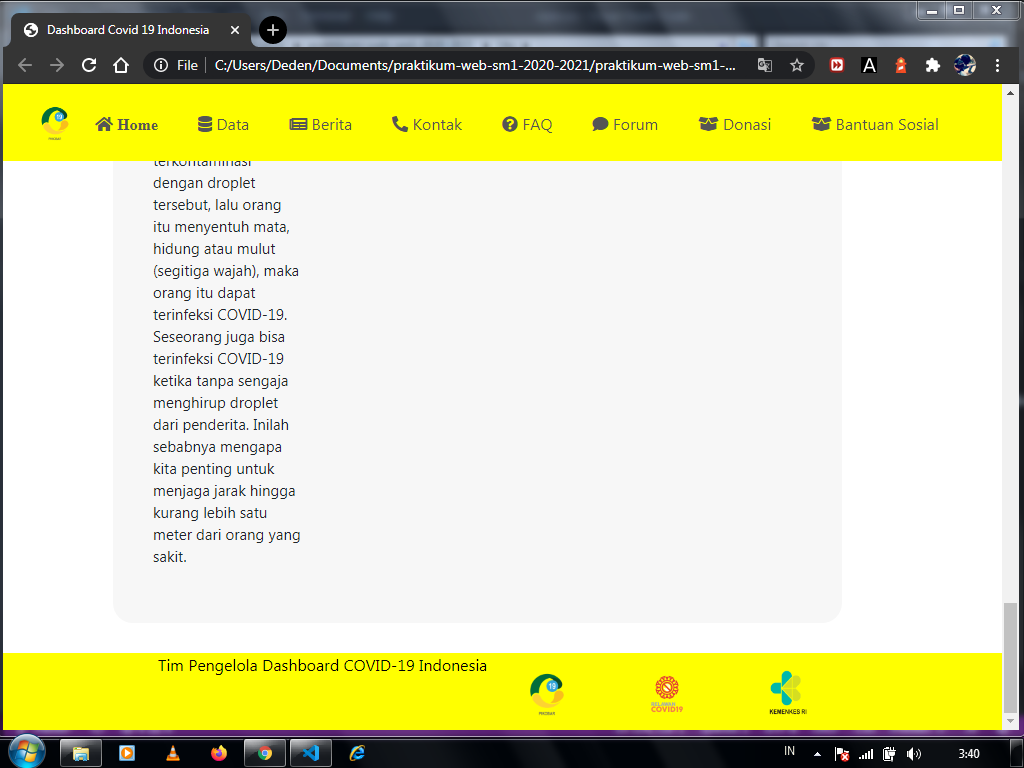 Dashboard Covid 19 Indonesia
File
C:/Users/Deden/Documents/praktikum-web-sm1-2020-2021/praktikum-web-sm1-...
Home
Data
Berita
Kontak
FAQ
Forum
Donasi
Bantuan Sosial
terkontaminasi
dengan droplet
tersebut, lalu orang
itu menyentuh mata,
hidung atau mulut
(segitiga wajah), maka
orang itu dapat
terinfeksi COVID-19.
Seseorang juga bisa
terinfeksi COVID-19
ketika tanpa sengaja
menghirup droplet
dari penderita. Inilah
sebabnya mengapa
kita penting untuk
menjaga jarak hingga
kurang lebih satu
meter dari orang yang
sakit.
Tim Pengelola Dashboard COVID-19 Indonesia
19
RELAWAN
COVID19
KEMENKES RI
IN
3:40